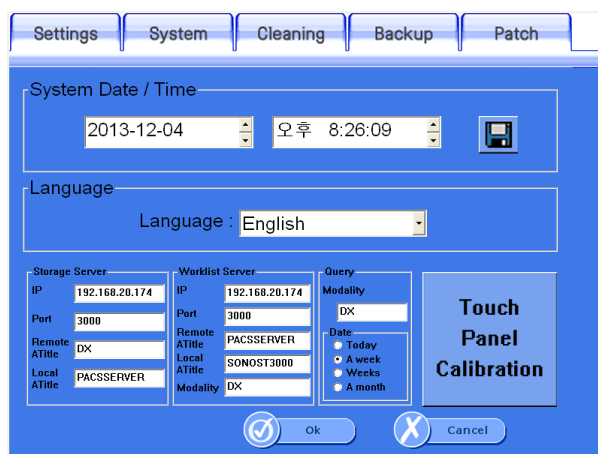 Settings System Cleaning Backup Patch
System Date / Time
2013-12-04 오후 8:26:09
Language
Language : English
Storage Server
IP 192.168.20.174
Port 3000
Remote ATitle DX
Local ATitle PACSSERVER
Worklist Server
IP 192.168.20.174
Port 3000
Remote ATitle PACSSERVER
Local ATitle SONOST3000
Modality DX
Query
Modality
DX
Date
Today
A week
Weeks
A month
Touch
Panel
Calibration
Ok Cancel